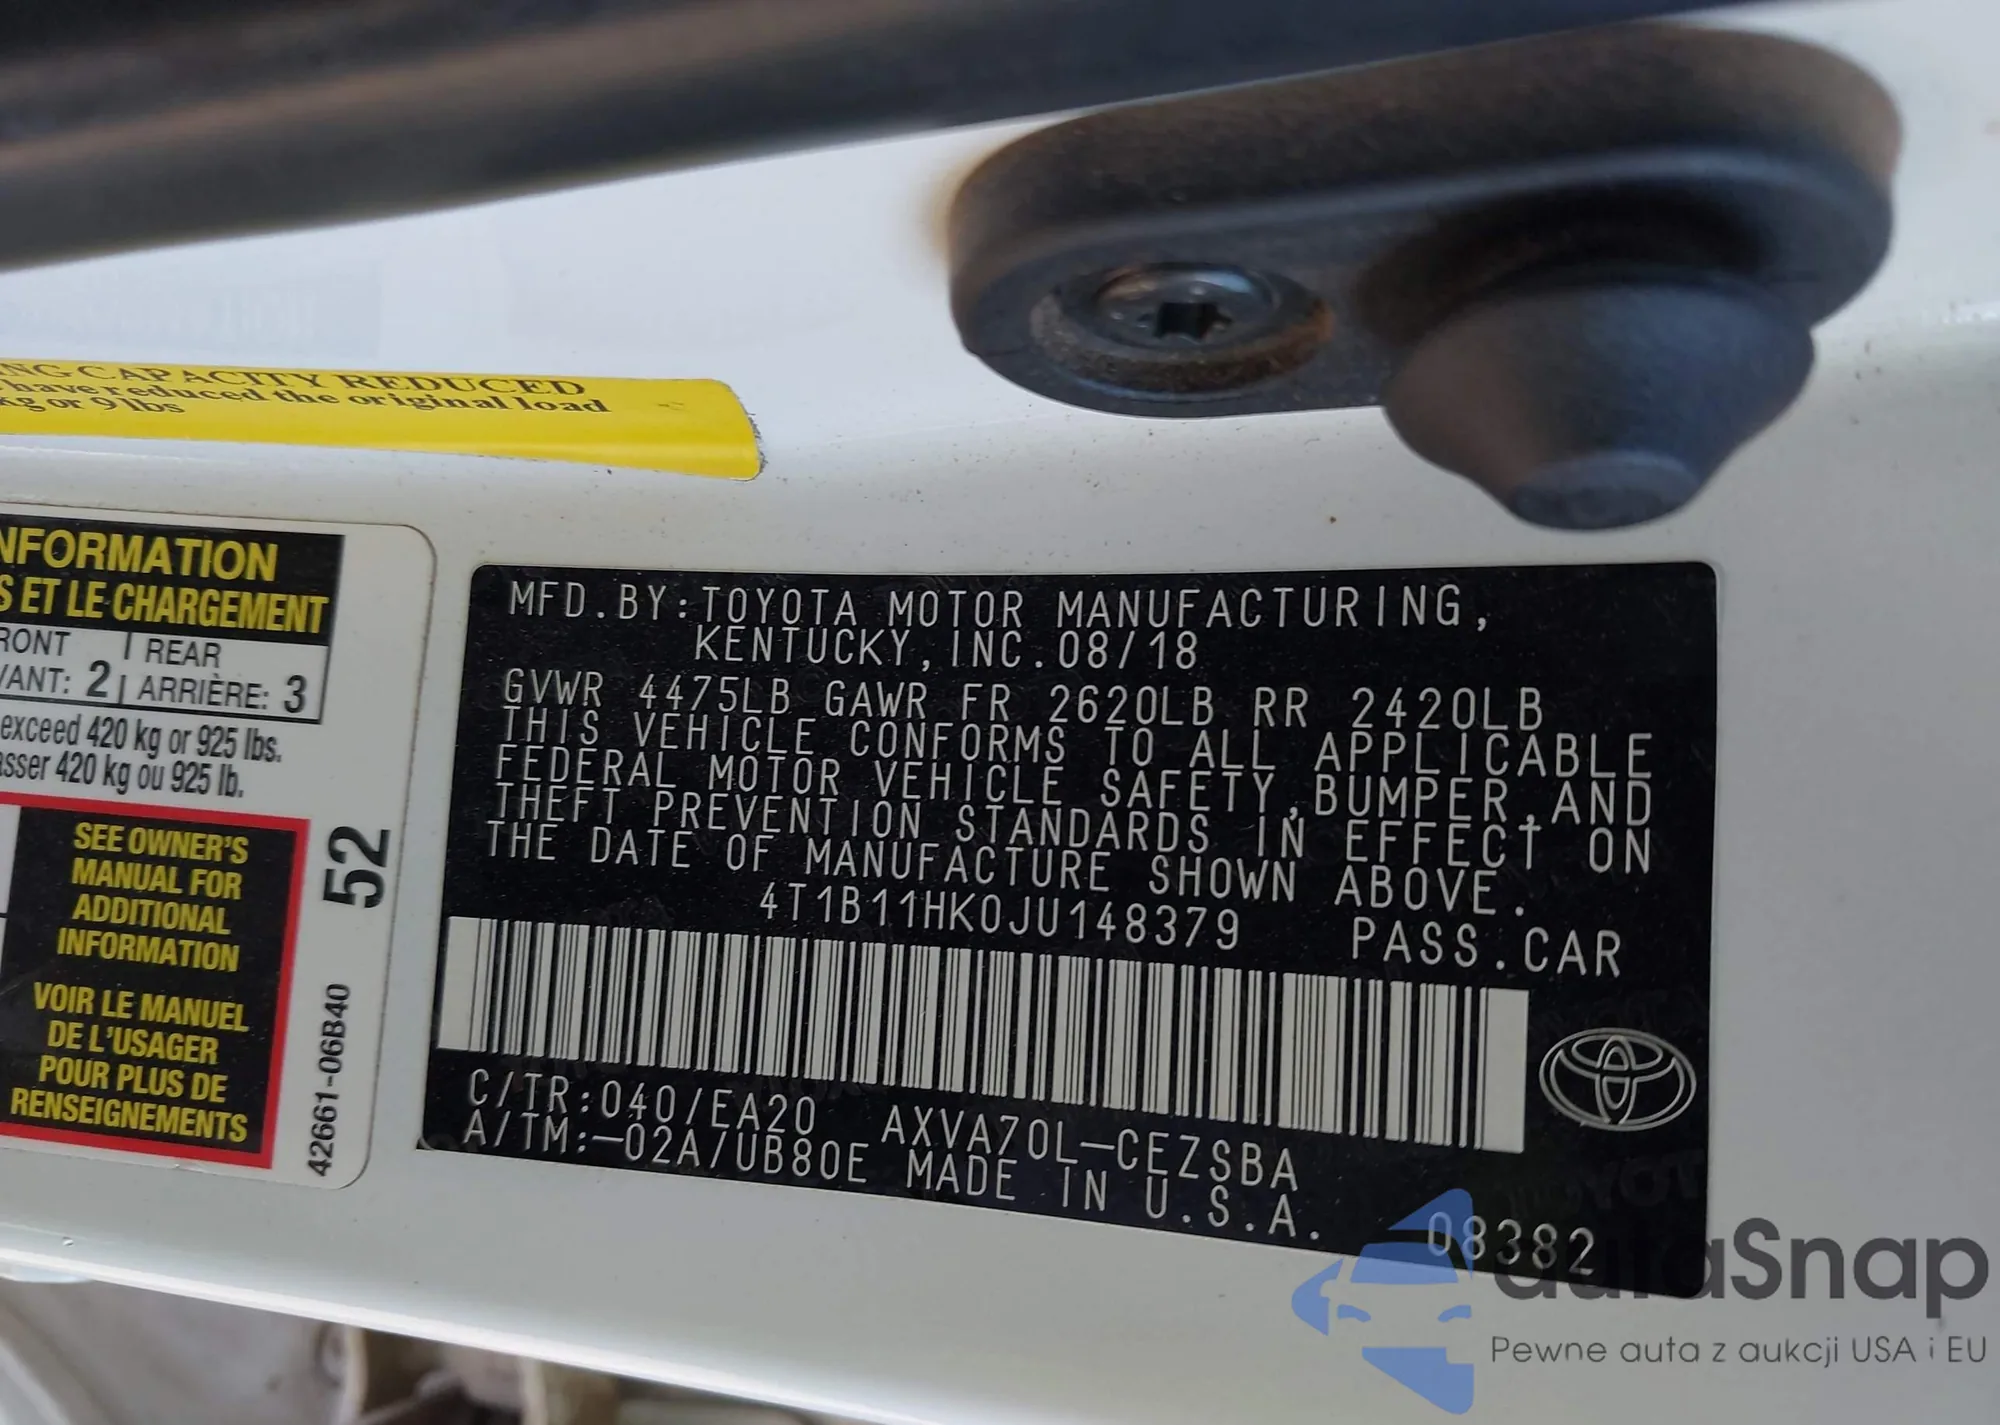 NG CAPACITY REDUCED
have reduced the original load
kg or 9 lbs
NFORMATION
S ET LE CHARGEMENT
RONT | REAR
VANT: 2 | ARRIÈRE: 3
exceed 420 kg or 925 lbs.
asser 420 kg ou 925 lb.
SEE OWNER'S
MANUAL FOR
ADDITIONAL
INFORMATION
VOIR LE MANUEL
DE L'USAGER
POUR PLUS DE
RENSEIGNEMENTS
52
42661-06B40
MFD.BY:TOYOTA MOTOR MANUFACTURING,
KENTUCKY,INC.08/18
GVWR 4475LB GAWR FR 2620LB RR 2420LB
THIS VEHICLE CONFORMS TO ALL APPLICABLE
FEDERAL MOTOR VEHICLE SAFETY,BUMPER,AND
THEFT PREVENTION STANDARDS IN EFFECT ON
THE DATE OF MANUFACTURE SHOWN ABOVE.
4T1B11HK0JU148379 PASS.CAR
C/TR:040/EA20 AXVA70L-CEZSBA
A/TM:-02A/UB80E MADE IN U.S.A.
08382
autaSnap
Pewne auta z aukcji USA i EU